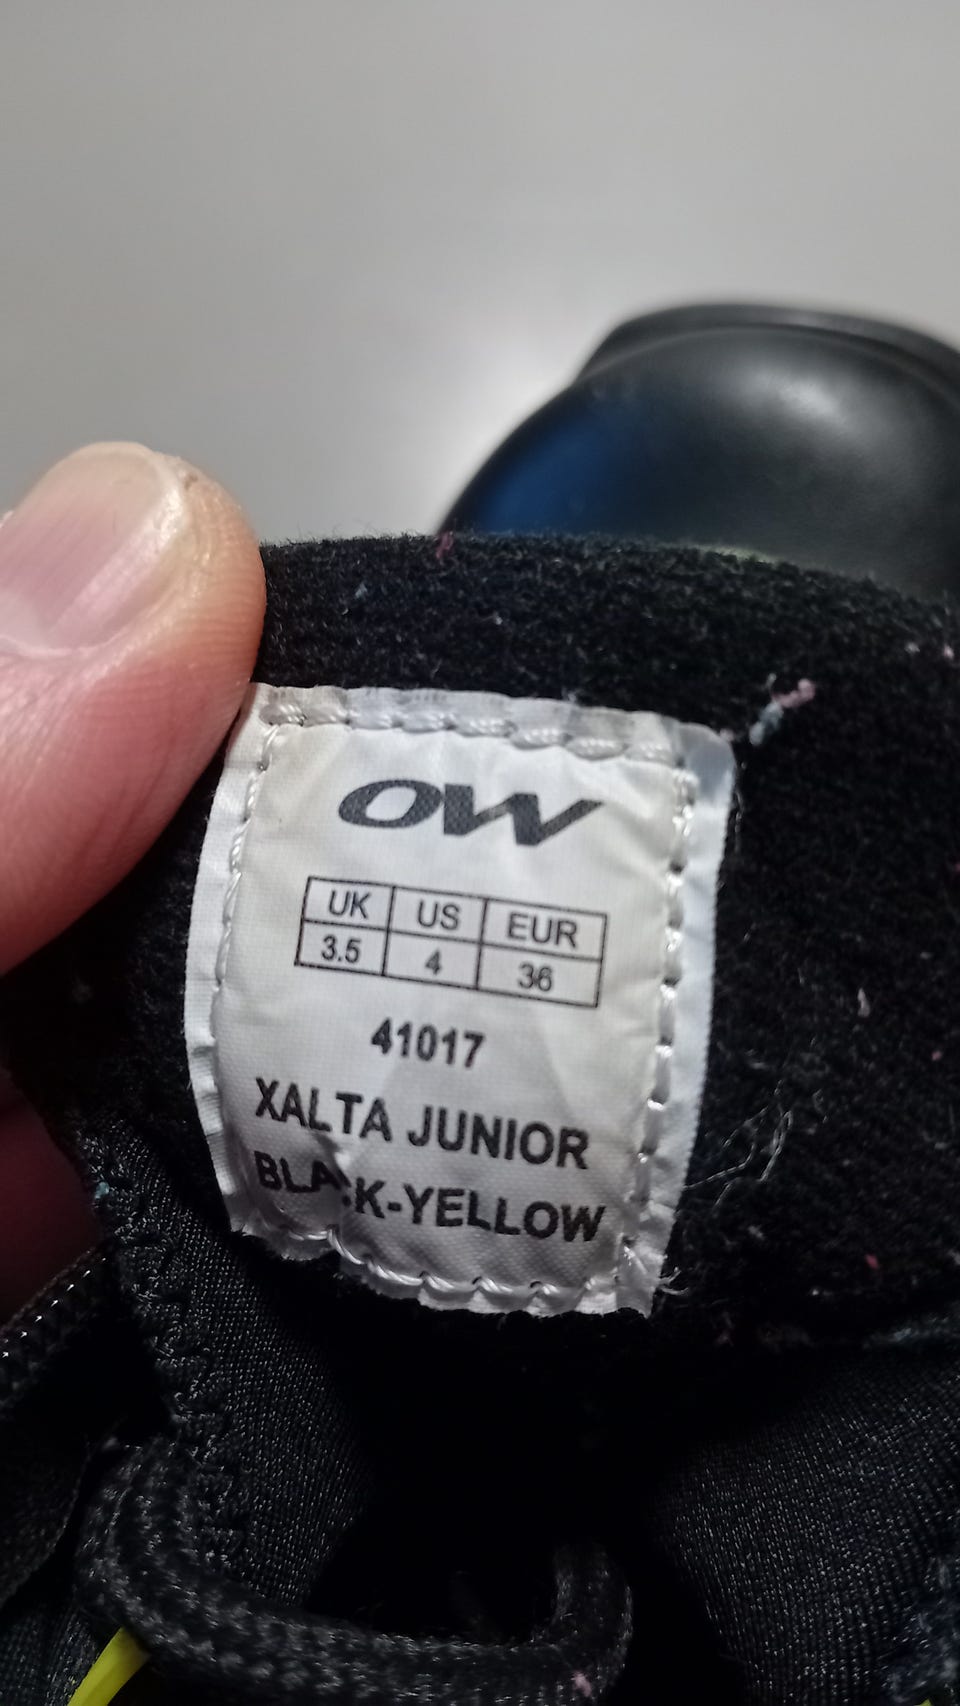 OW
UK US EUR
3.5 4 36
41017
XALTA JUNIOR
BLACK-YELLOW